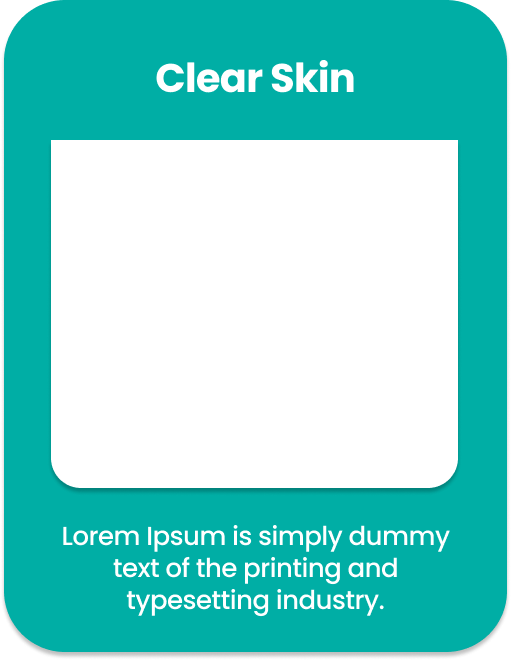 Clear Skin
Lorem Ipsum is simply dummy
text of the printing and
typesetting industry.